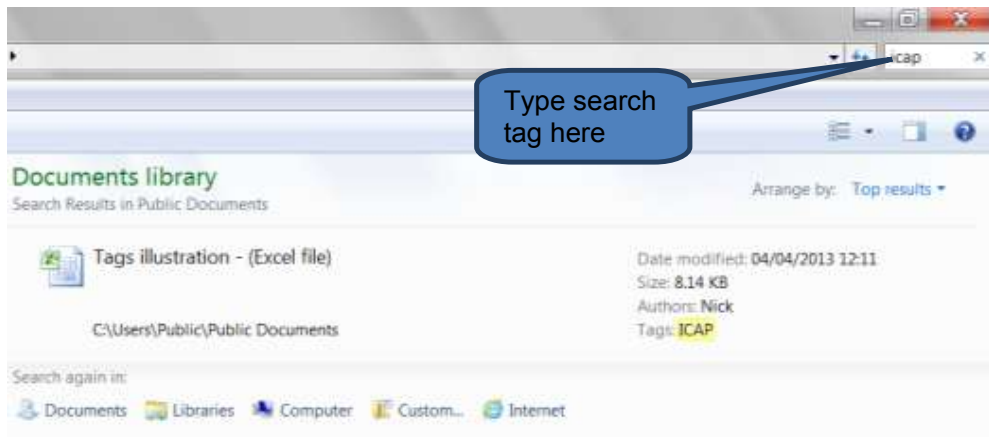 icap
Type search
tag here
Documents library
Search Results in Public Documents
Arrange by: Top results
Tags illustration - (Excel file)
Date modified: 04/04/2013 12:11
Size: 8.14 KB
Authors: Nick
C:\Users\Public\Public Documents
Tags: ICAP
Search again in:
Documents Libraries Computer Custom... Internet